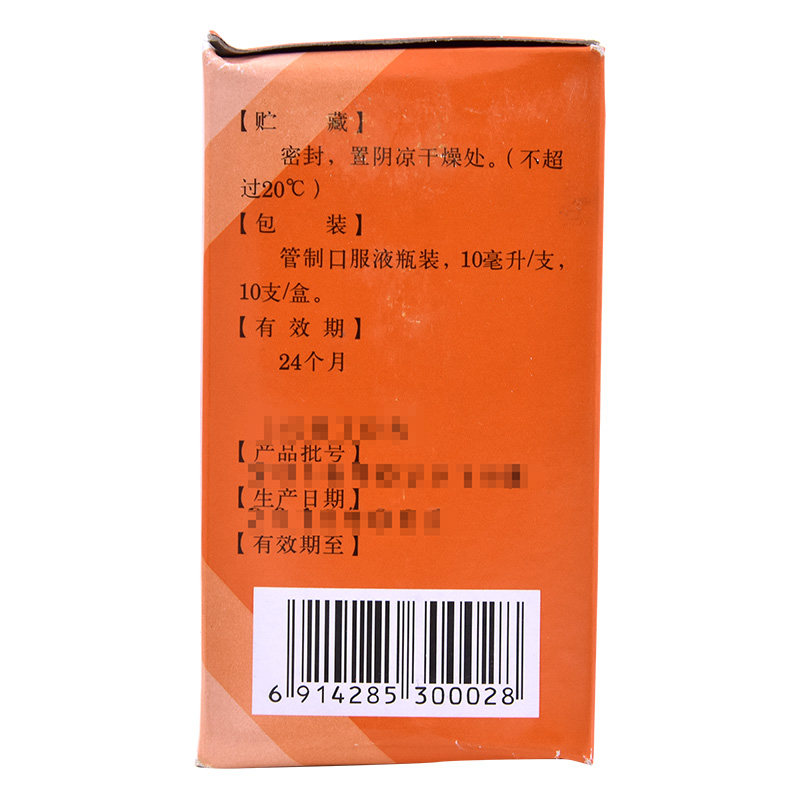 【贮 藏】
密封，置阴凉干燥处。（不超
过20℃）
【包 装】
管制口服液瓶装，10毫升/支，
10支/盒。
【有 效 期】
24个月
【产品批号】
【生产日期】
【有效期至】
6 914285 300028